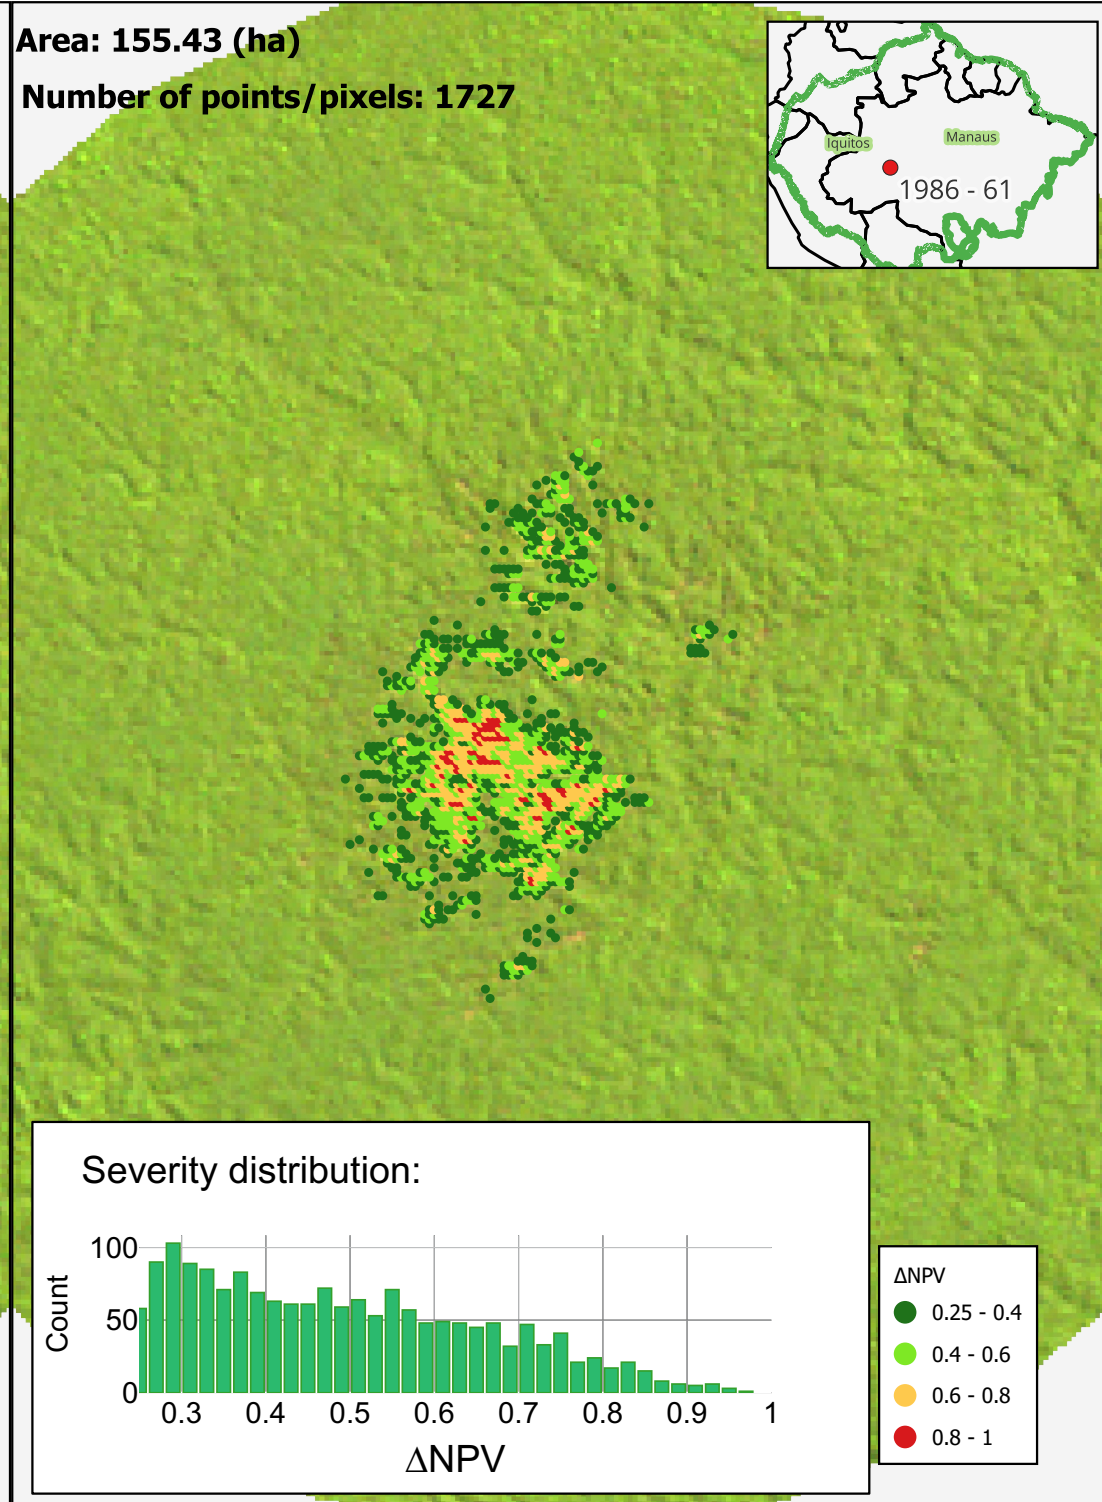 Area: 155.43 (ha)
Number of points/pixels: 1727
Iquitos
Manaus
1986 - 61
Severity distribution:
Count
100
50
0
0.3 0.4 0.5 0.6 0.7 0.8 0.9 1
ΔNPV
ΔNPV
0.25 - 0.4
0.4 - 0.6
0.6 - 0.8
0.8 - 1